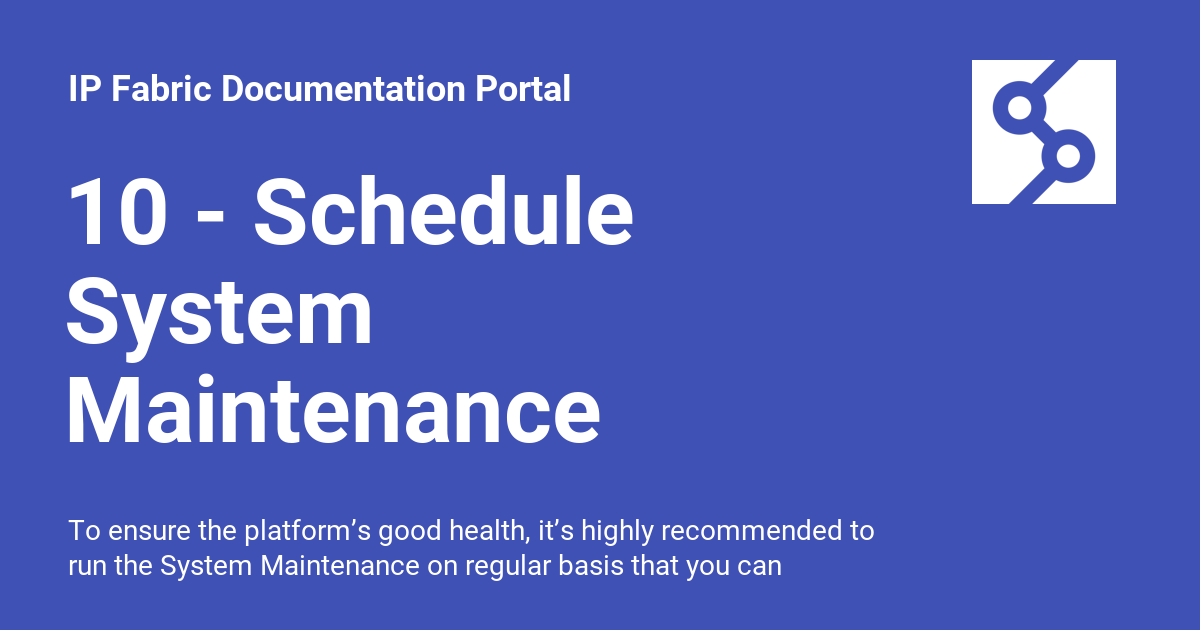 IP Fabric Documentation Portal
10 - Schedule
System
Maintenance
To ensure the platform’s good health, it’s highly recommended to
run the System Maintenance on regular basis that you can